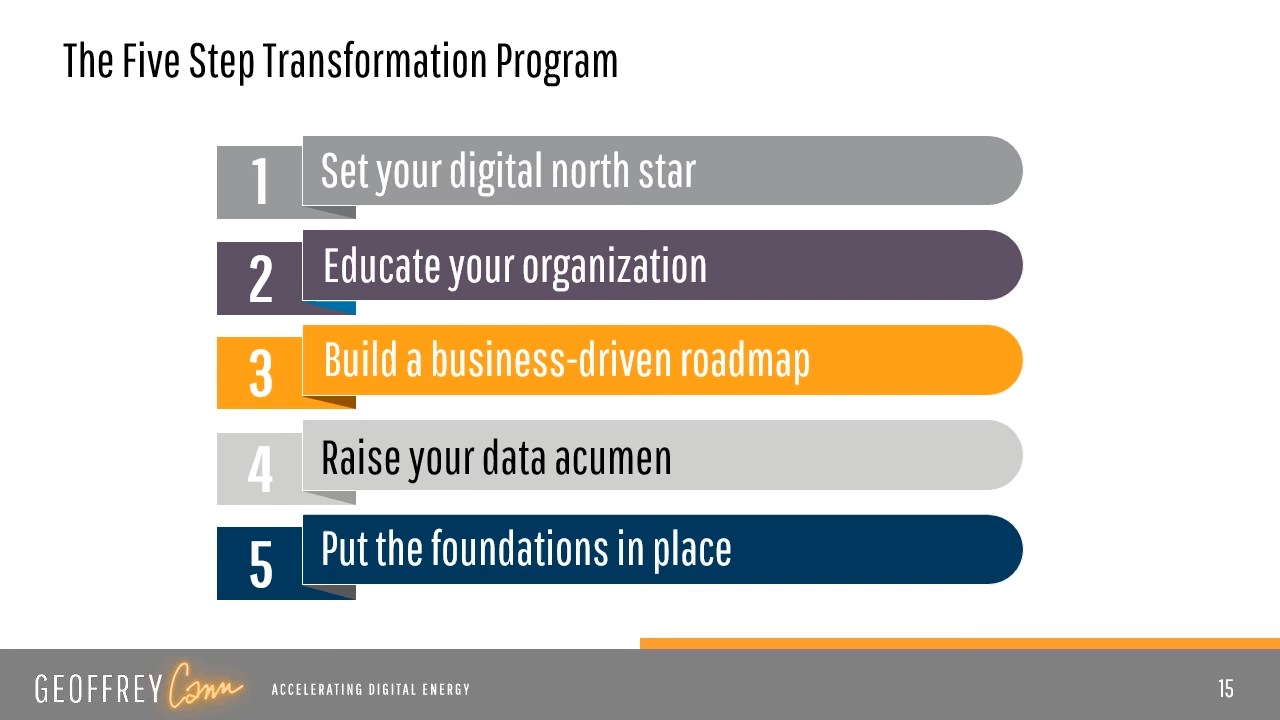 The Five Step Transformation Program
1 Set your digital north star
2 Educate your organization
3 Build a business-driven roadmap
4 Raise your data acumen
5 Put the foundations in place
GEOFFREY Cann ACCELERATING DIGITAL ENERGY 15